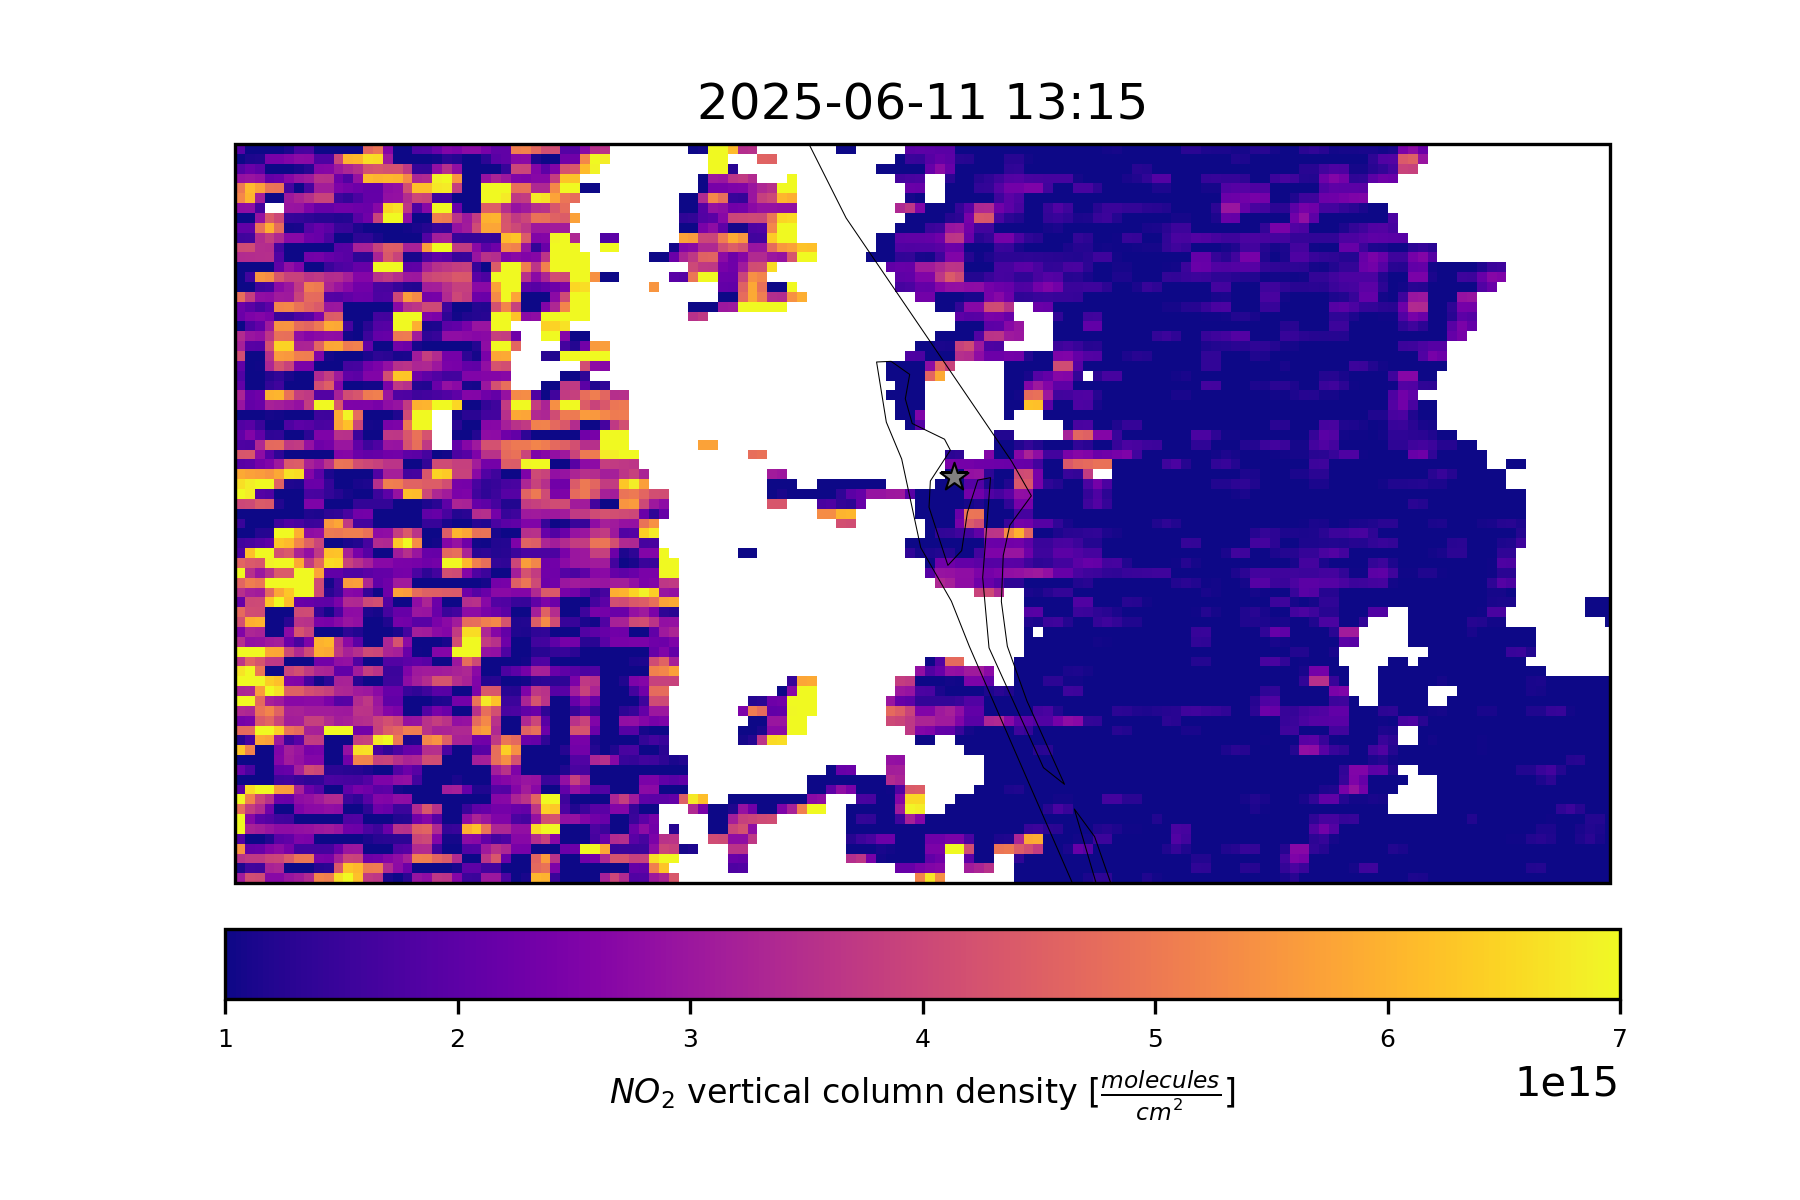 2025-06-11 13:15
1 2 3 4 5 6 7
1e15
NO₂ vertical column density [molecules/cm²]